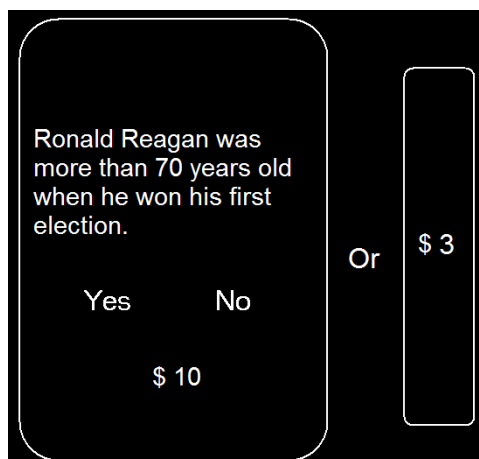 Ronald Reagan was
more than 70 years old
when he won his first
election.
Yes No
$ 10
Or
$ 3